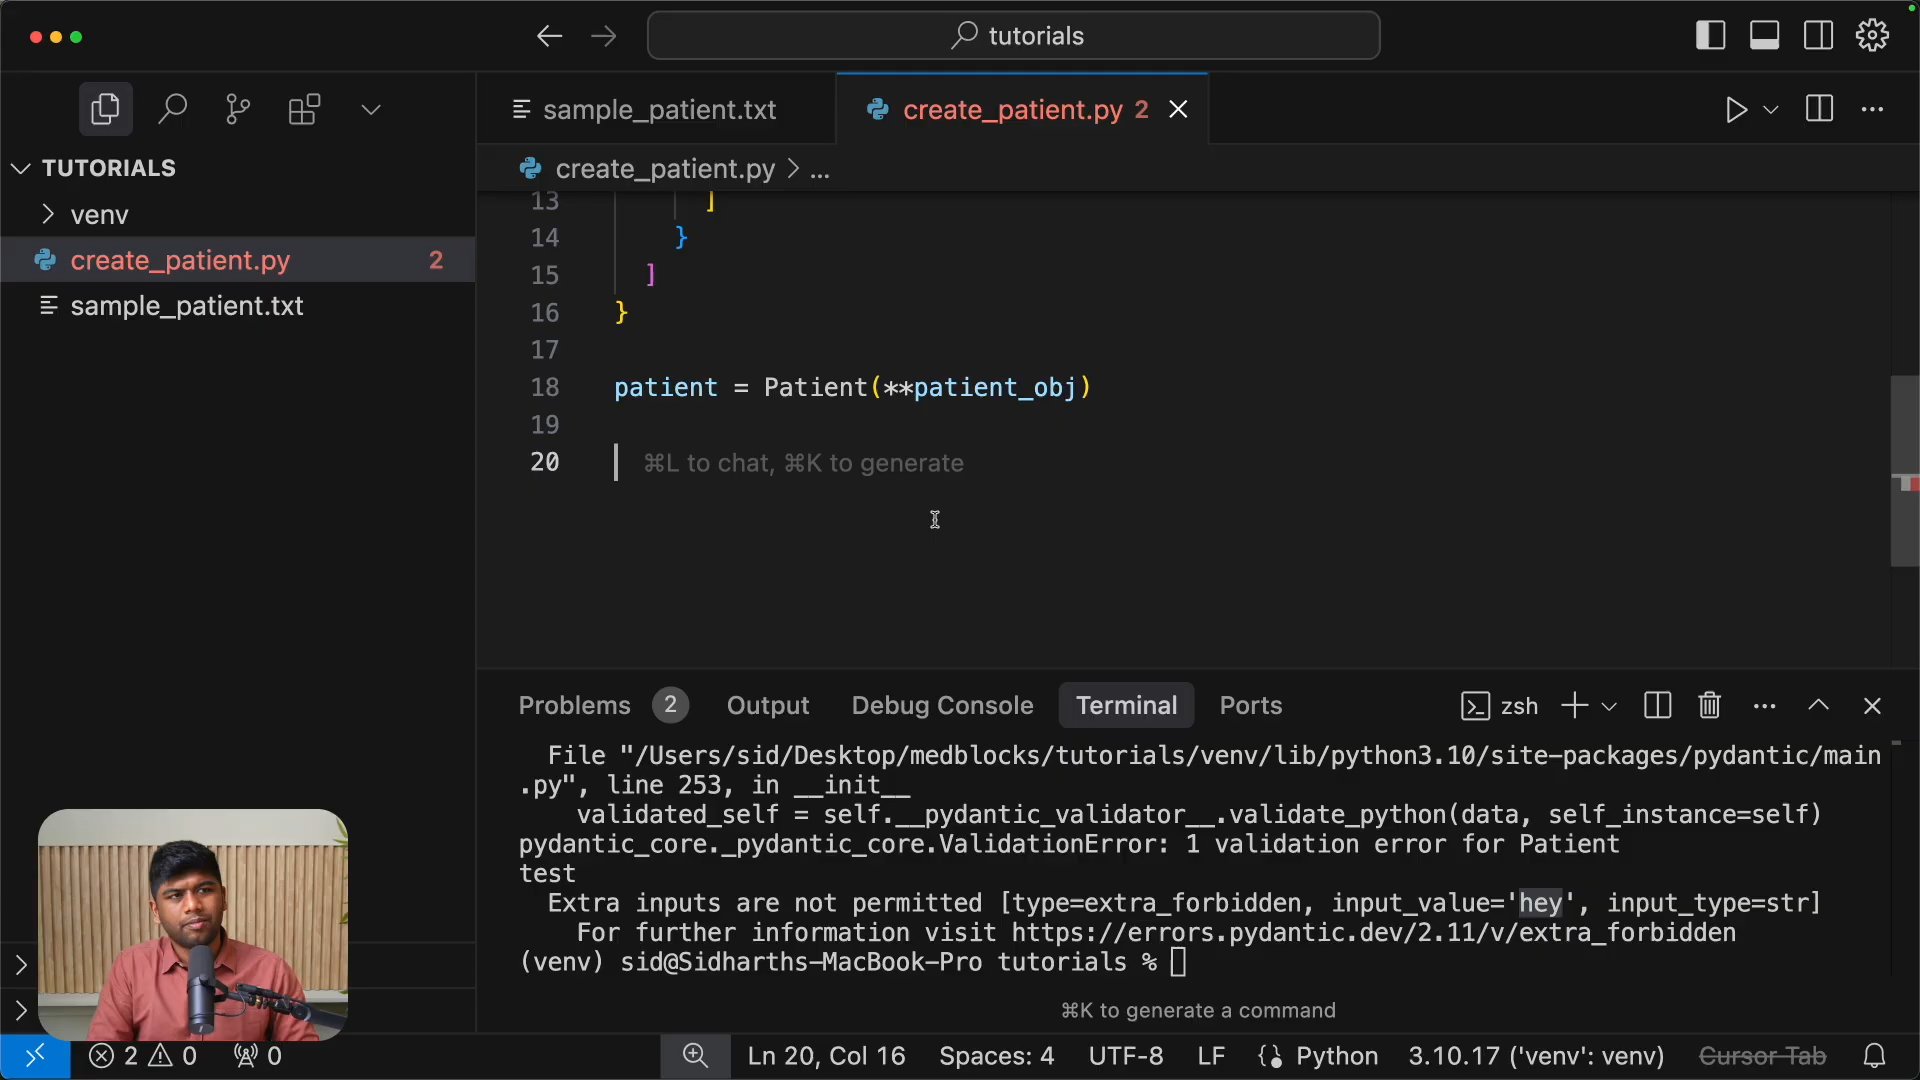 tutorials
TUTORIALS
venv
create_patient.py 2
sample_patient.txt
sample_patient.txt
create_patient.py 2
create_patient.py > ...
13 ]
14 }
15 ]
16 }
17
18 patient = Patient(**patient_obj)
19
20 ⌘L to chat, ⌘K to generate
Problems 2 Output Debug Console Terminal Ports zsh
File "/Users/sid/Desktop/medblocks/tutorials/venv/lib/python3.10/site-packages/pydantic/main
.py", line 253, in __init__
validated_self = self.__pydantic_validator__.validate_python(data, self_instance=self)
pydantic_core._pydantic_core.ValidationError: 1 validation error for Patient
test
Extra inputs are not permitted [type=extra_forbidden, input_value='hey', input_type=str]
For further information visit https://errors.pydantic.dev/2.11/v/extra_forbidden
(venv) sid@Sidharths-MacBook-Pro tutorials %
⌘K to generate a command
2 0 0 Ln 20, Col 16 Spaces: 4 UTF-8 LF Python 3.10.17 ('venv': venv) Cursor Tab